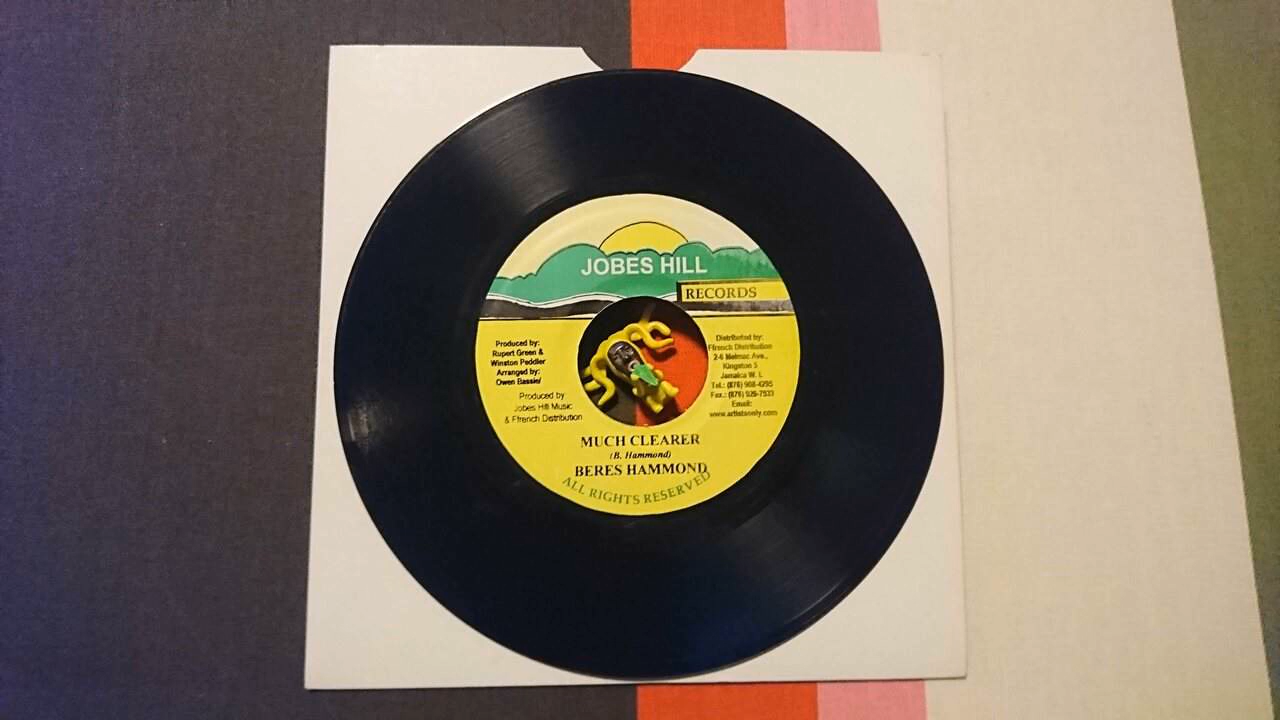 JOBES HILL
RECORDS
Produced by:
Rupert Green &
Winston Peddler
Arranged by:
Owen Bassie/
Produced by
Jobes Hill Music
& Ffrench Distribution
Distributed by:
Ffrench Distribution
2-6 Melmac Ave.,
Kingston 5
Jamaica W. I.
Tel.: (876) 968-4295
Fax.: (876) 929-7533
Email:
www.artistsonly.com
MUCH CLEARER
(B. Hammond)
BERES HAMMOND
ALL RIGHTS RESERVED